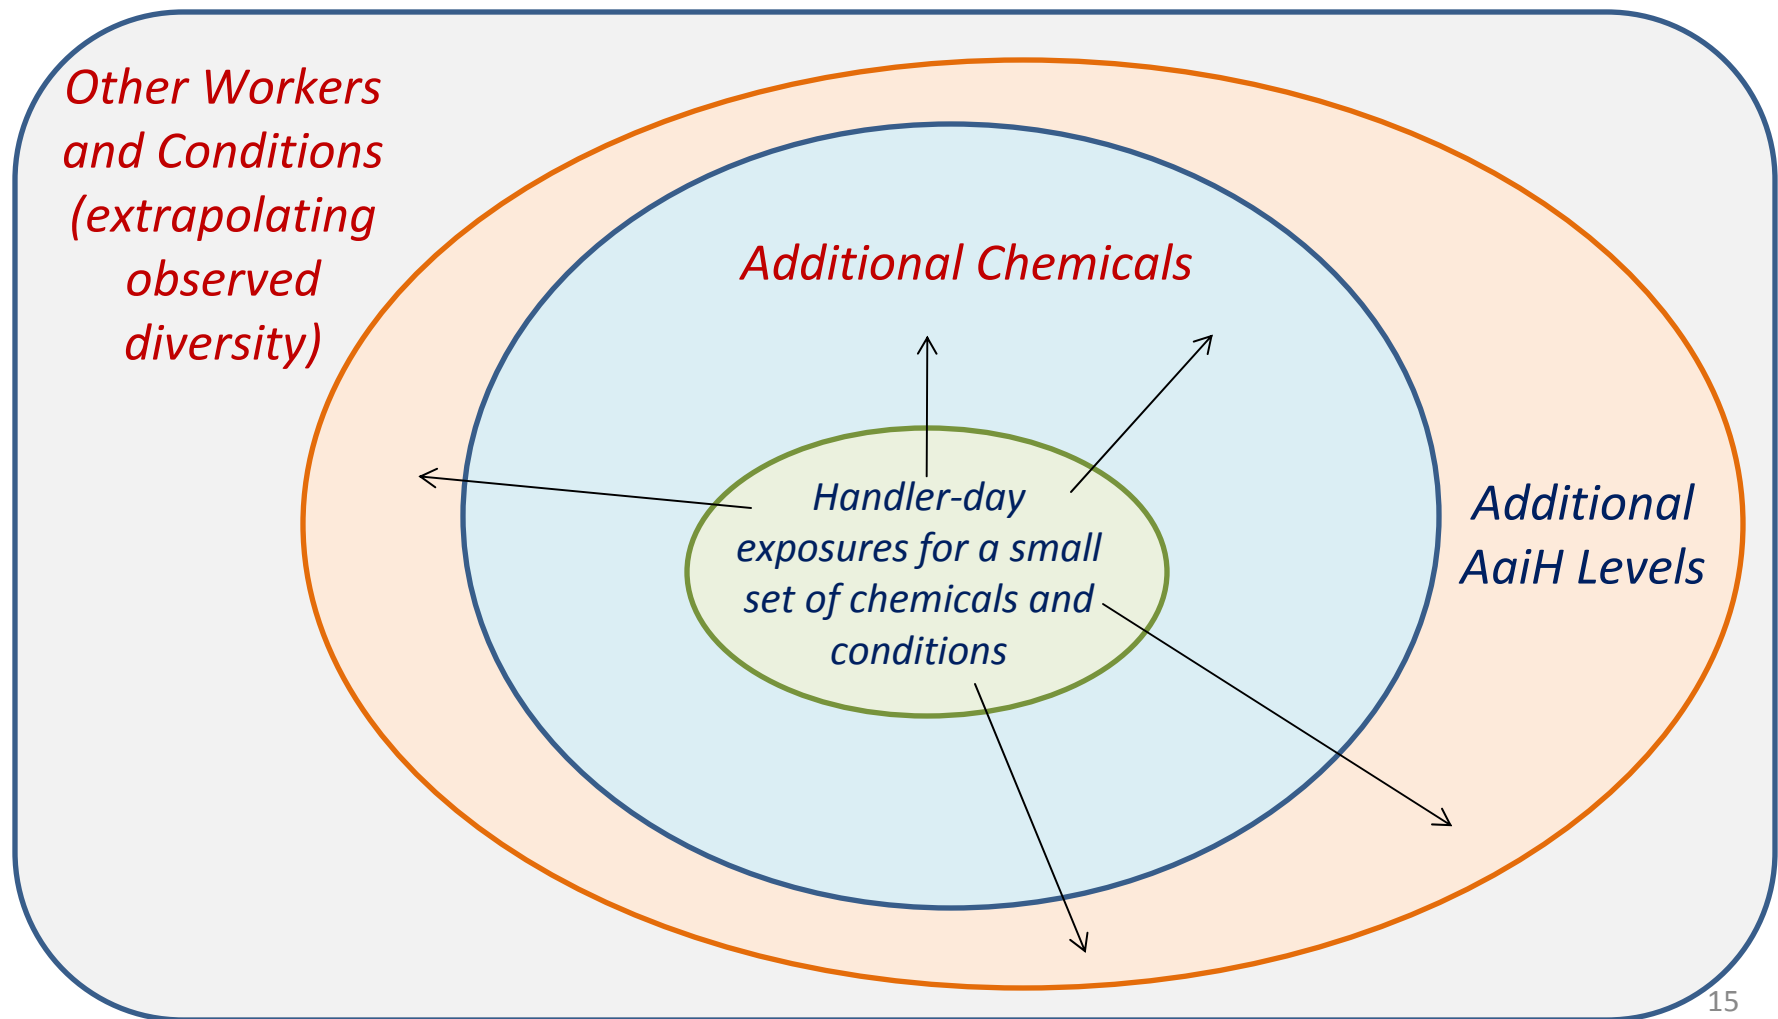 Other Workers
and Conditions
(extrapolating
observed
diversity)
Additional Chemicals
Handler-day
exposures for a small
set of chemicals and
conditions
Additional
AaiH Levels
15